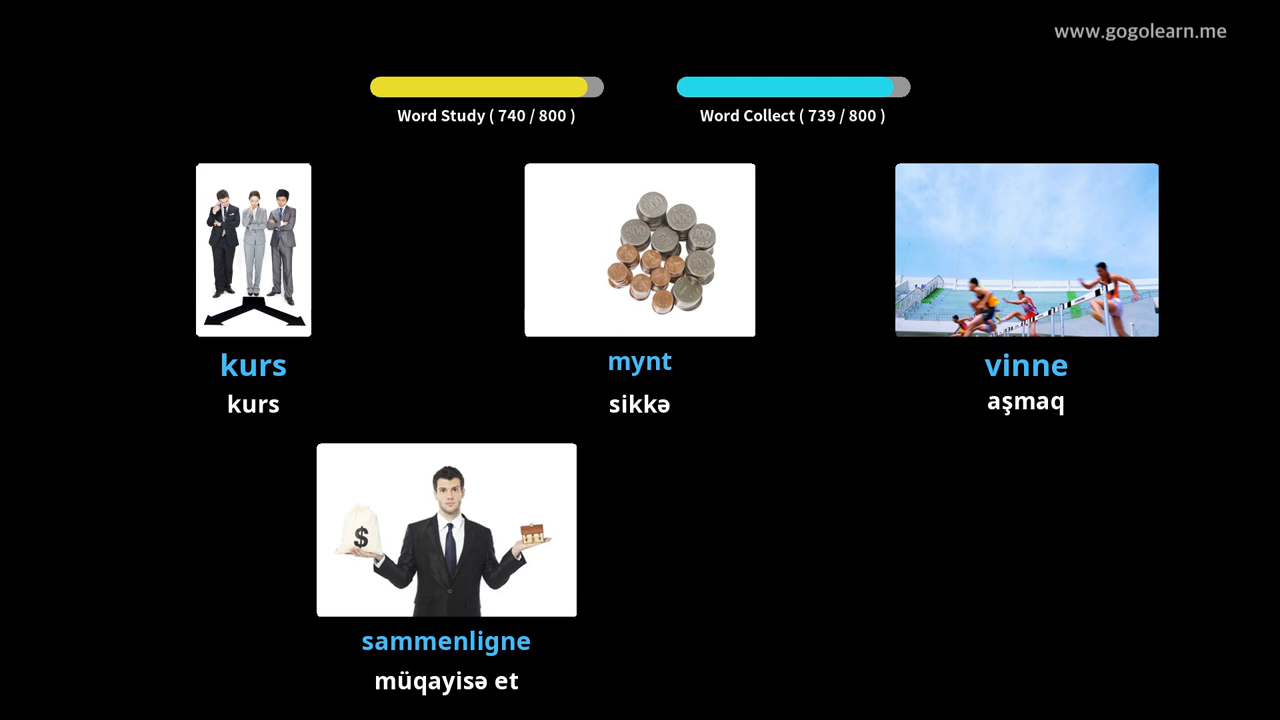 www.gogolearn.me
Word Study ( 740 / 800 )
Word Collect ( 739 / 800 )
kurs
kurs
mynt
sikkə
vinne
aşmaq
$
sammenligne
müqayisə et